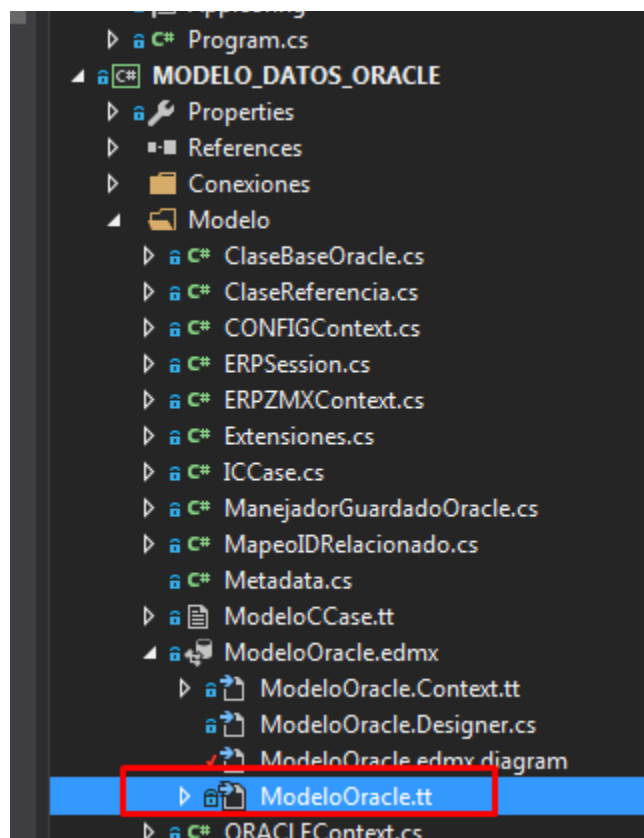 C# Program.cs
C# MODELO_DATOS_ORACLE
Properties
References
Conexiones
Modelo
C# ClaseBaseOracle.cs
C# ClaseReferencia.cs
C# CONFIGContext.cs
C# ERPSession.cs
C# ERPZMXContext.cs
C# Extensiones.cs
C# ICCase.cs
C# ManejadorGuardadoOracle.cs
C# MapeoIDRelacionado.cs
C# Metadata.cs
ModeloCCase.tt
ModeloOracle.edmx
ModeloOracle.Context.tt
ModeloOracle.Designer.cs
ModeloOracle.edmx.diagram
ModeloOracle.tt
C# ORACLEContext.cs